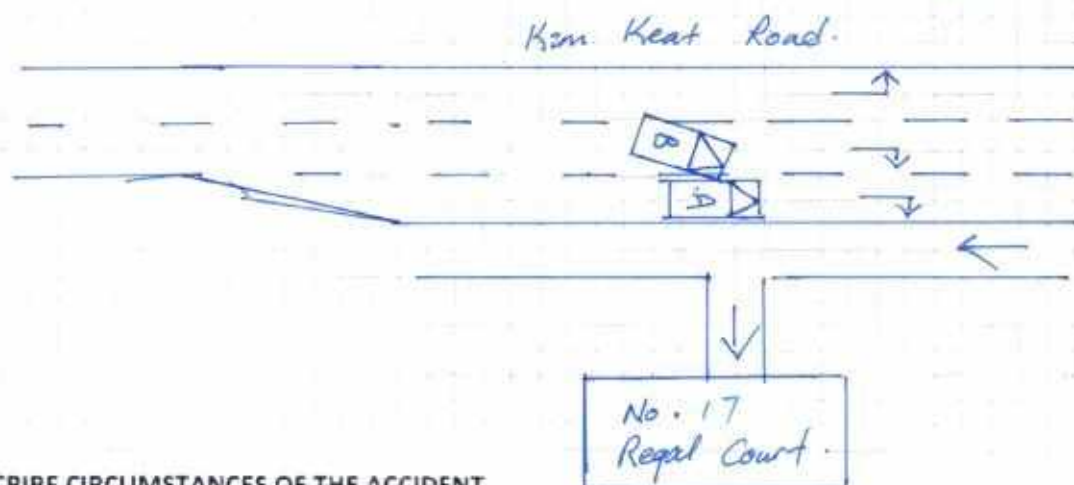 Kim Keat Road.
B
A
No. 17
Regal Court.
CRIBE CIRCUMSTANCES OF THE ACCIDENT